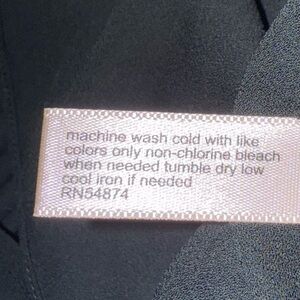 machine wash cold with like
colors only non-chlorine bleach
when needed tumble dry low
cool iron if needed
RN54874